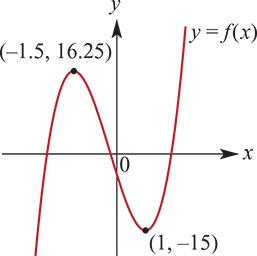 y
y = f(x)
(–1.5, 16.25)
x
0
(1, –15)